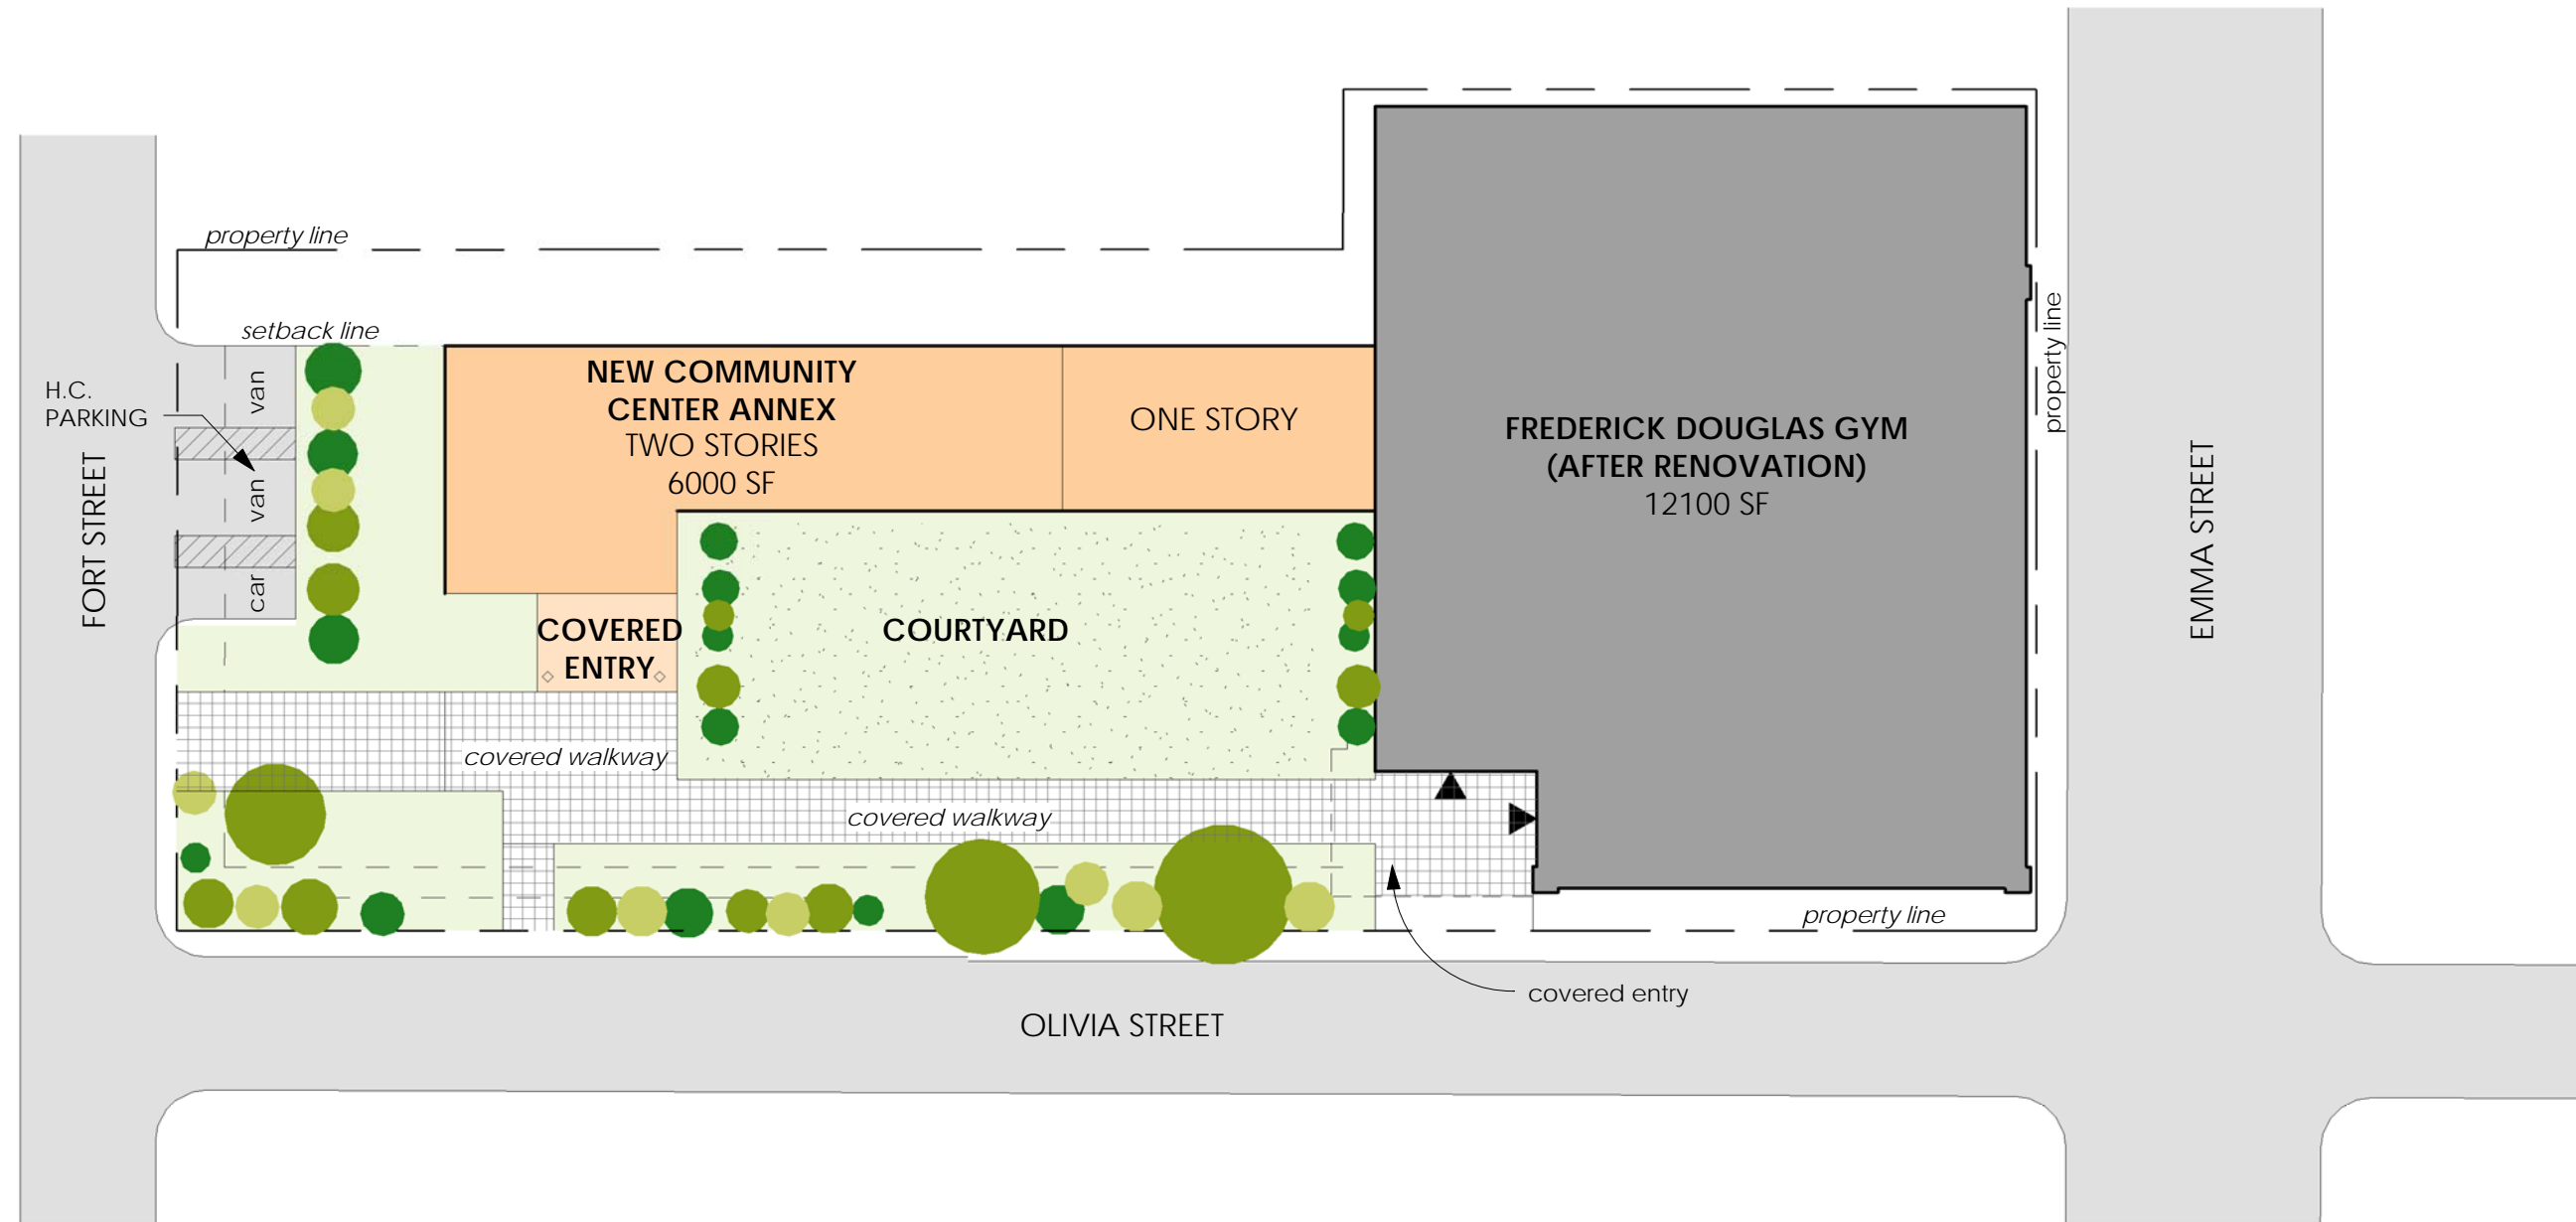 property line
setback line
H.C.
PARKING
van
van
car
FORT STREET
NEW COMMUNITY
CENTER ANNEX
TWO STORIES
6000 SF
ONE STORY
FREDERICK DOUGLAS GYM
(AFTER RENOVATION)
12100 SF
property line
EMMA STREET
COVERED
ENTRY
COURTYARD
covered walkway
covered walkway
property line
covered entry
OLIVIA STREET